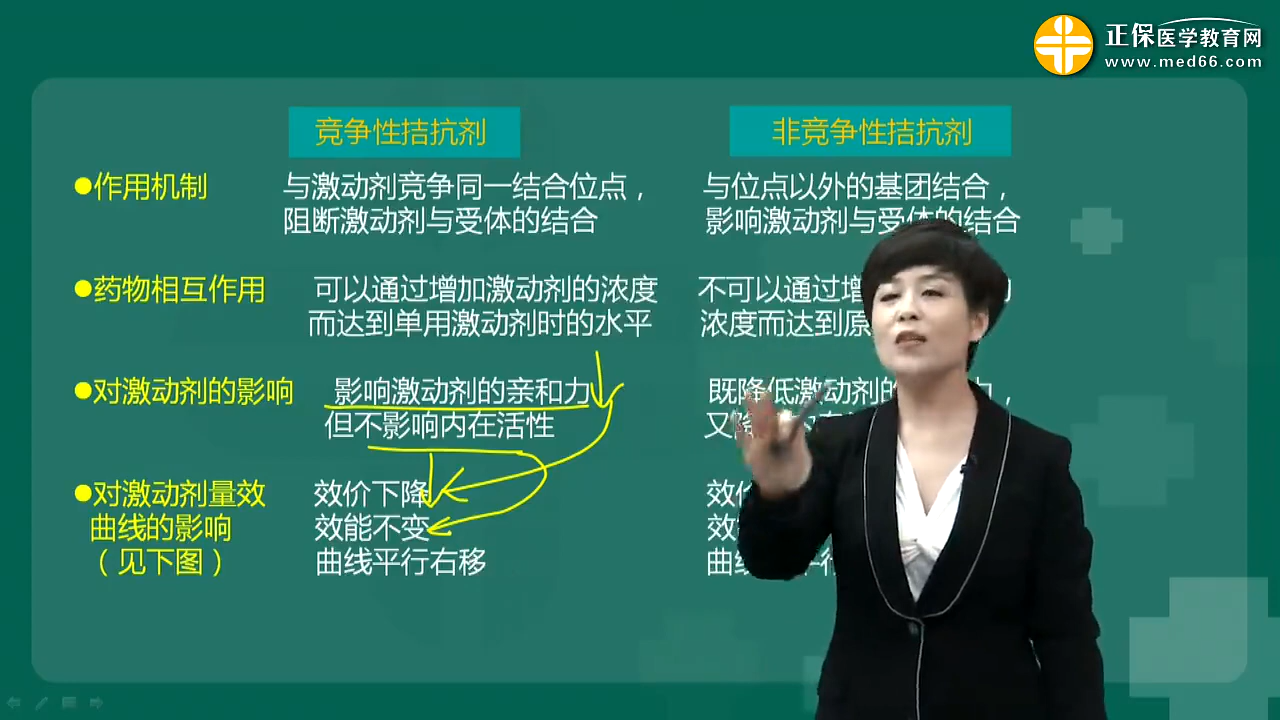 正保医学教育网
www.med66.com
竞争性拮抗剂
非竞争性拮抗剂
●作用机制
与激动剂竞争同一结合位点，
阻断激动剂与受体的结合
与位点以外的基团结合，
影响激动剂与受体的结合
●药物相互作用
可以通过增加激动剂的浓度
而达到单用激动剂时的水平
不可以通过增
浓度而达到原
●对激动剂的影响
影响激动剂的亲和力
但不影响内在活性
既降低激动剂的
力，
又降
●对激动剂量效
曲线的影响
（见下图）
效价下降
效能不变
曲线平行右移
效
效
曲线